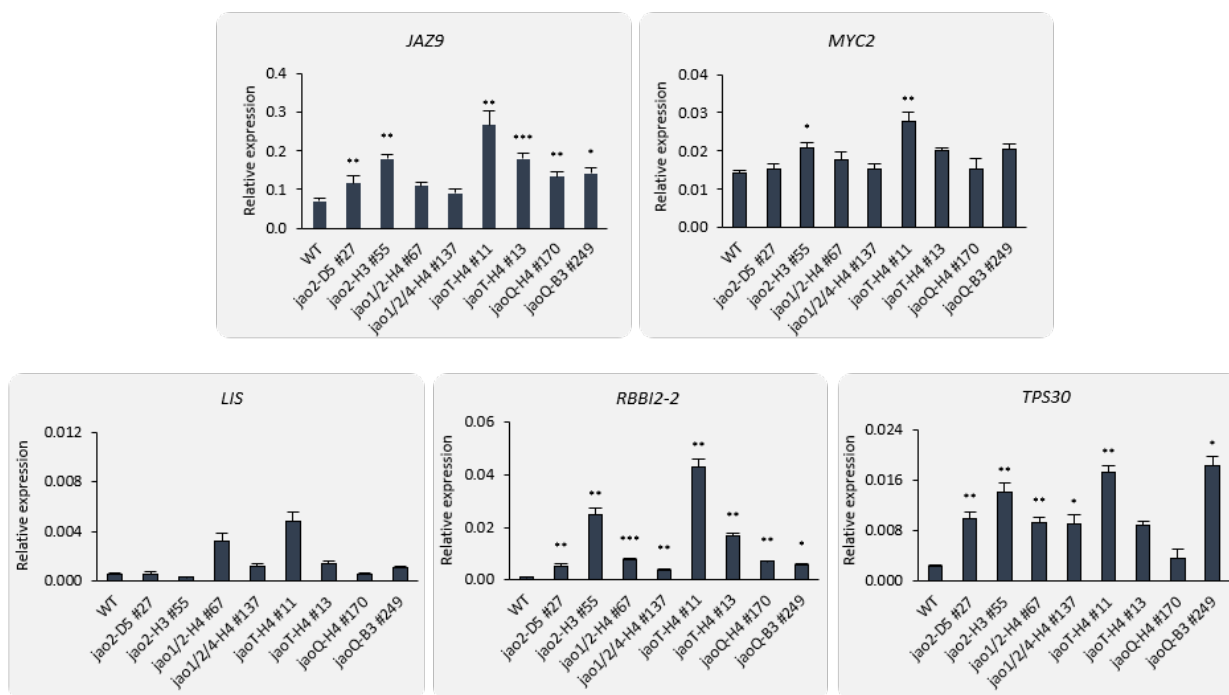 JAZ9
Relative expression
0.4
0.3
0.2
0.1
0.0
** ** ** *** ** *
WT
jao2-D5 #27
jao2-H3 #55
jao1/2-H4 #67
jao1/2/4-H4 #137
jaoT-H4 #11
jaoT-H4 #13
jaoQ-H4 #170
jaoQ-B3 #249
MYC2
Relative expression
0.04
0.03
0.02
0.01
0.00
* **
WT
jao2-D5 #27
jao2-H3 #55
jao1/2-H4 #67
jao1/2/4-H4 #137
jaoT-H4 #11
jaoT-H4 #13
jaoQ-H4 #170
jaoQ-B3 #249
LIS
Relative expression
0.012
0.008
0.004
0.000
WT
jao2-D5 #27
jao2-H3 #55
jao1/2-H4 #67
jao1/2/4-H4 #137
jaoT-H4 #11
jaoT-H4 #13
jaoQ-H4 #170
jaoQ-B3 #249
RBBI2-2
Relative expression
0.06
0.04
0.02
0.00
** ** *** ** ** ** ** *
WT
jao2-D5 #27
jao2-H3 #55
jao1/2-H4 #67
jao1/2/4-H4 #137
jaoT-H4 #11
jaoT-H4 #13
jaoQ-H4 #170
jaoQ-B3 #249
TPS30
Relative expression
0.024
0.016
0.008
0.000
** ** ** * ** *
WT
jao2-D5 #27
jao2-H3 #55
jao1/2-H4 #67
jao1/2/4-H4 #137
jaoT-H4 #11
jaoT-H4 #13
jaoQ-H4 #170
jaoQ-B3 #249